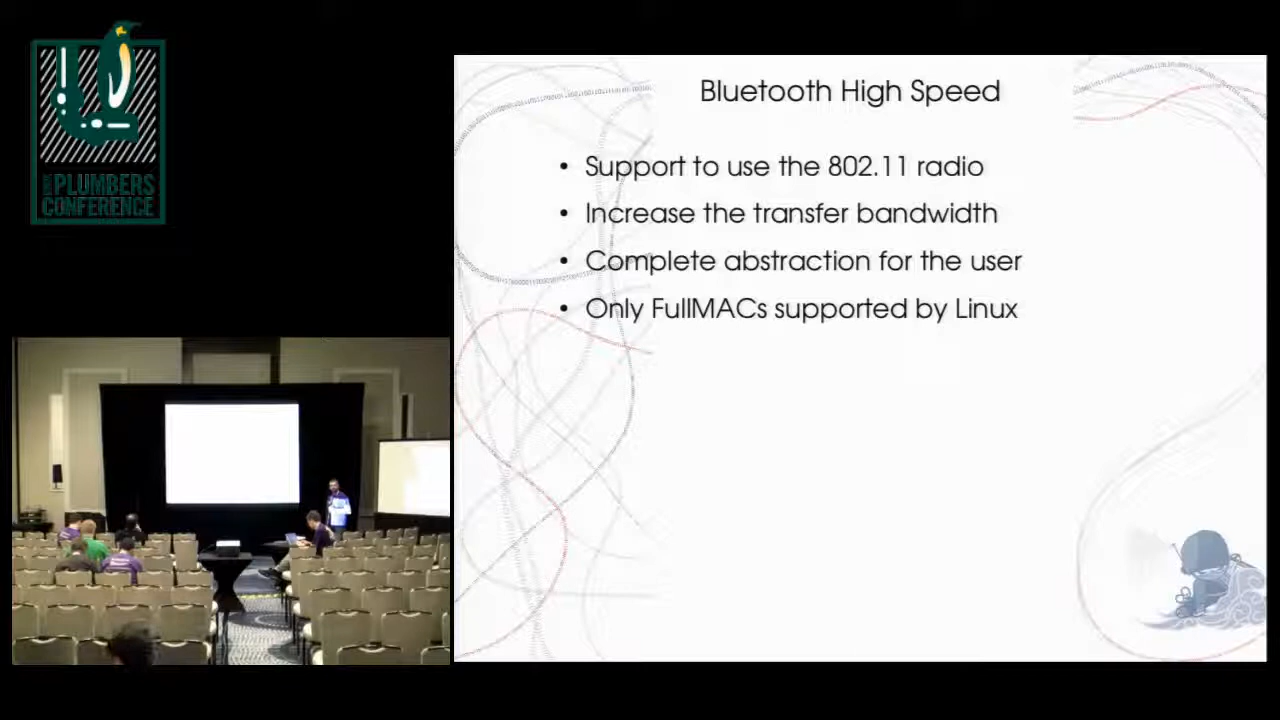 LINUX PLUMBERS
CONFERENCE
Bluetooth High Speed
• Support to use the 802.11 radio
• Increase the transfer bandwidth
• Complete abstraction for the user
• Only FullMACs supported by Linux